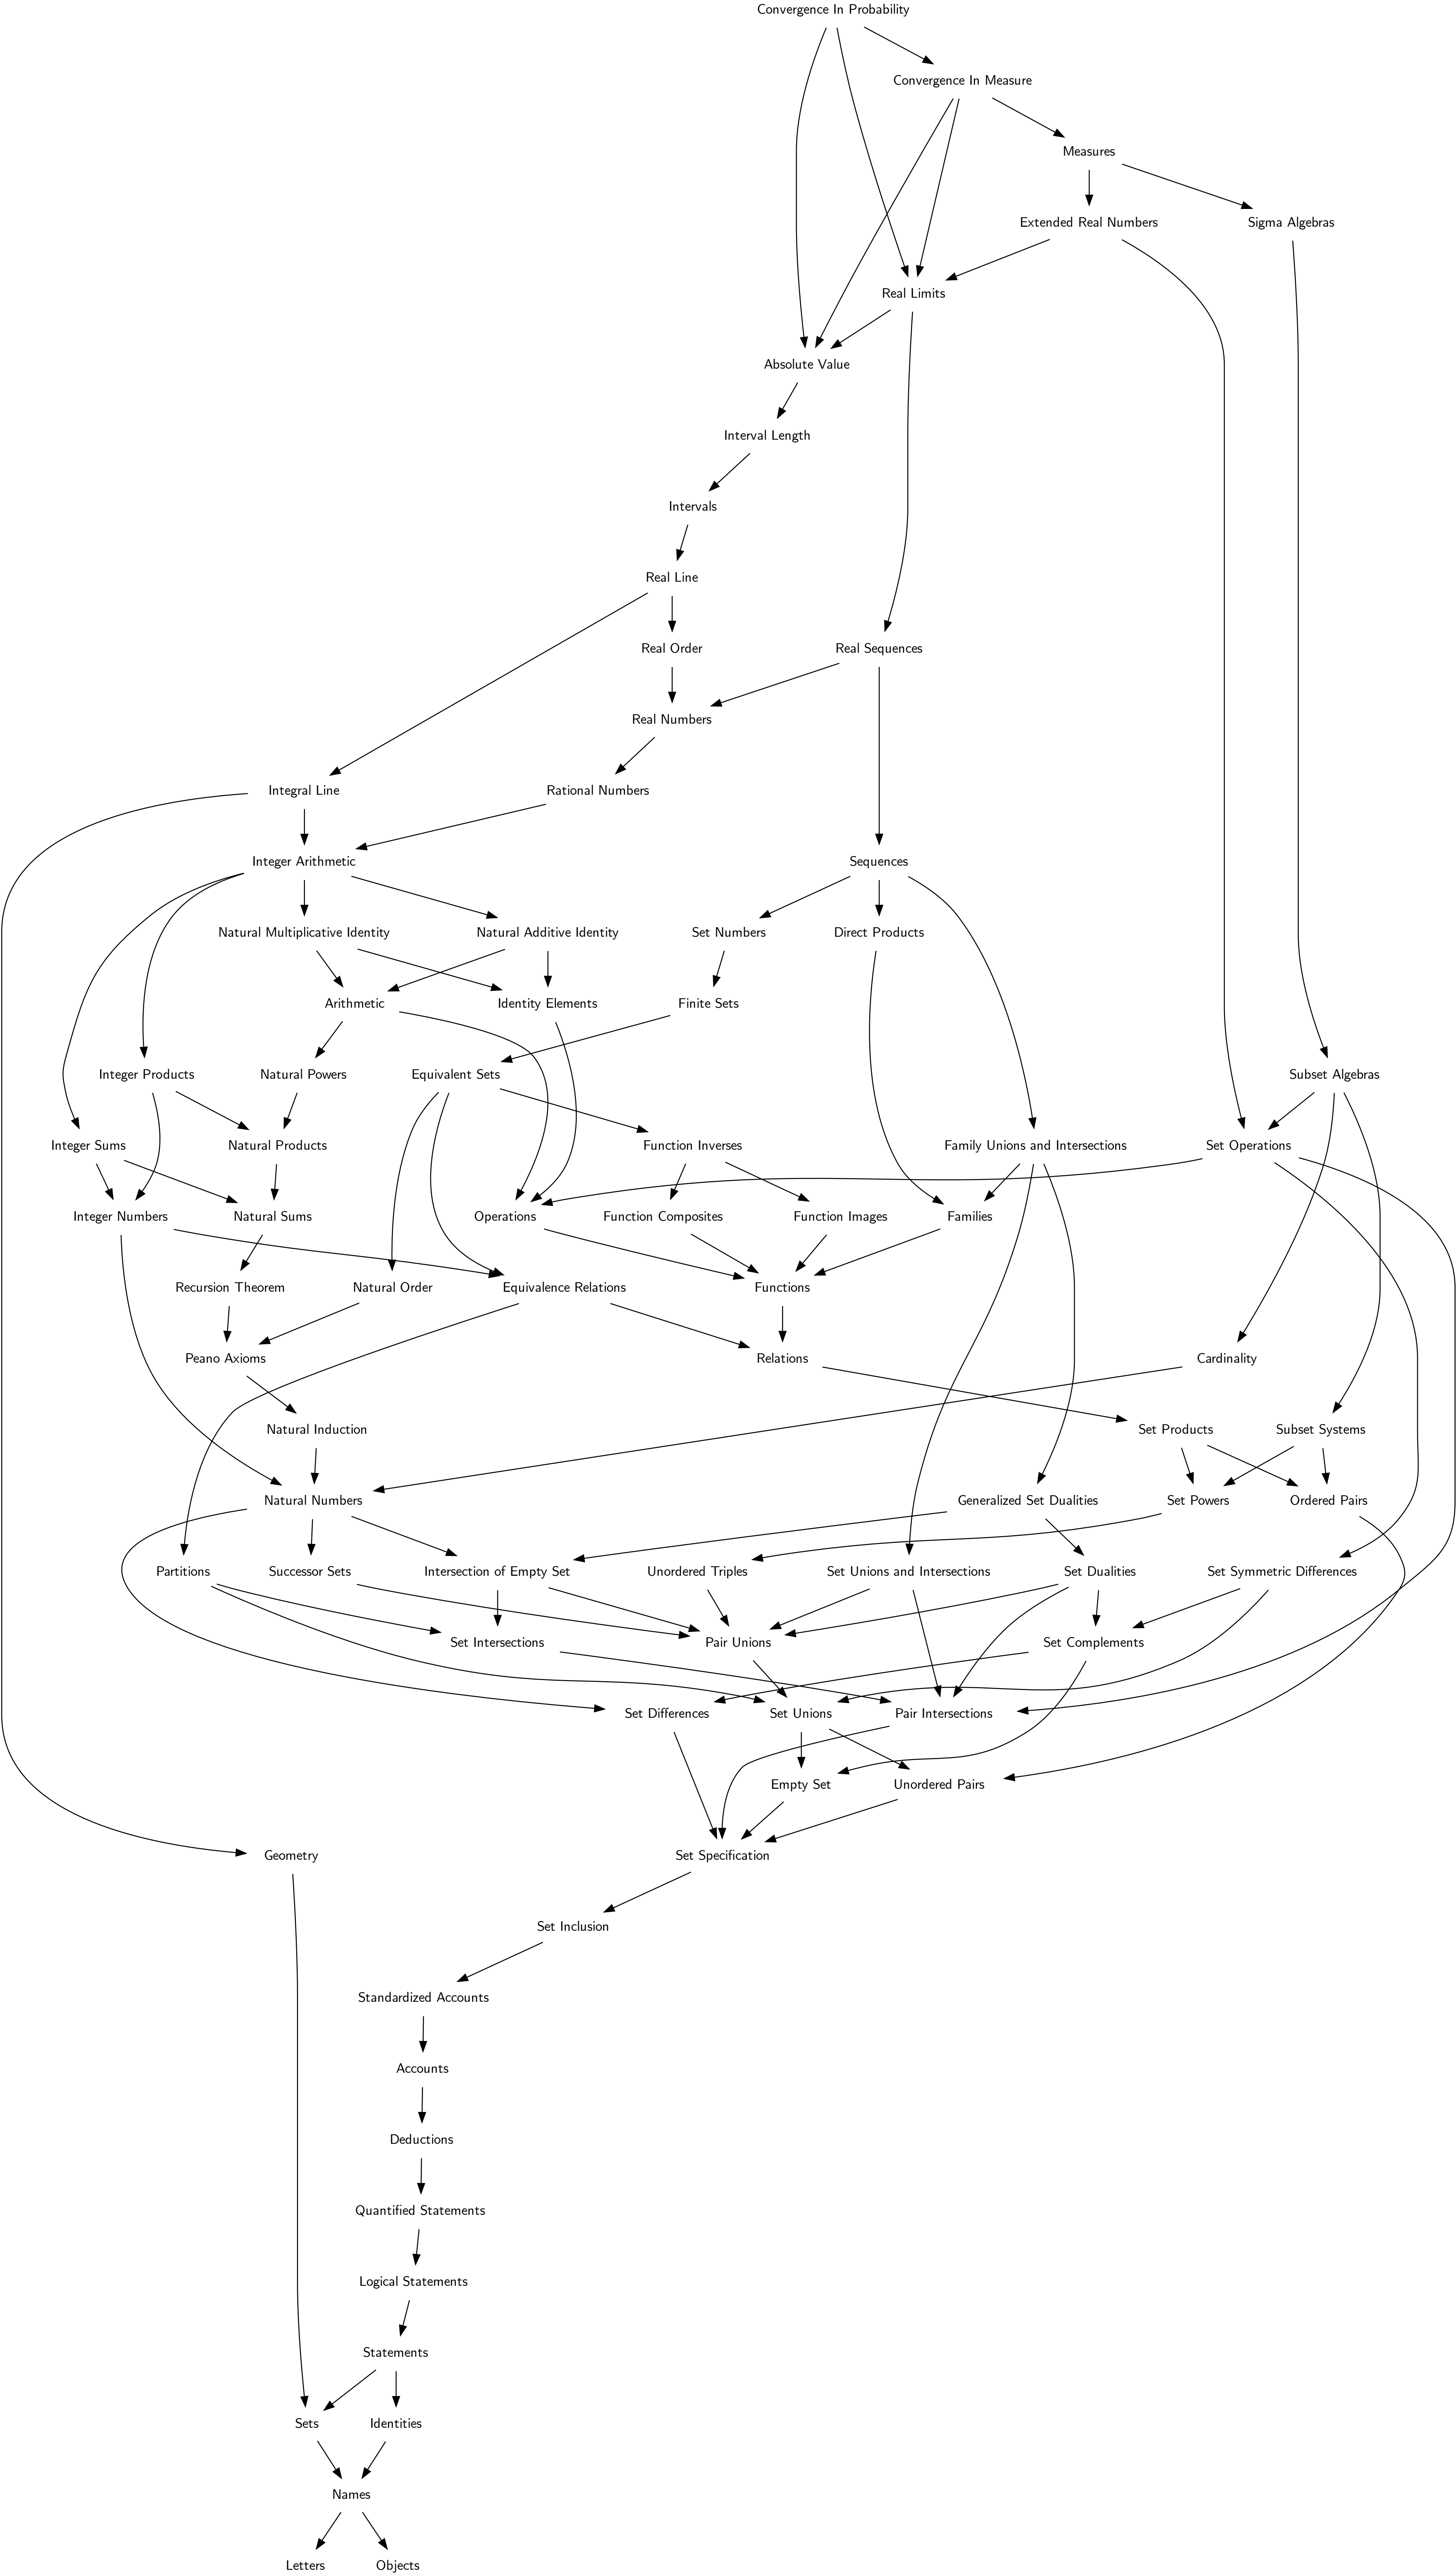 Convergence In Probability
Convergence In Measure
Measures
Extended Real Numbers
Sigma Algebras
Real Limits
Absolute Value
Interval Length
Intervals
Real Line
Real Order
Real Sequences
Real Numbers
Integral Line
Rational Numbers
Integer Arithmetic
Sequences
Natural Multiplicative Identity
Natural Additive Identity
Set Numbers
Direct Products
Arithmetic
Identity Elements
Finite Sets
Integer Products
Natural Powers
Equivalent Sets
Subset Algebras
Integer Sums
Natural Products
Function Inverses
Family Unions and Intersections
Set Operations
Integer Numbers
Natural Sums
Operations
Function Composites
Function Images
Families
Recursion Theorem
Natural Order
Equivalence Relations
Functions
Peano Axioms
Relations
Cardinality
Natural Induction
Set Products
Subset Systems
Natural Numbers
Generalized Set Dualities
Set Powers
Ordered Pairs
Partitions
Successor Sets
Intersection of Empty Set
Unordered Triples
Set Unions and Intersections
Set Dualities
Set Symmetric Differences
Set Intersections
Pair Unions
Set Complements
Set Differences
Set Unions
Pair Intersections
Empty Set
Unordered Pairs
Geometry
Set Specification
Set Inclusion
Standardized Accounts
Accounts
Deductions
Quantified Statements
Logical Statements
Statements
Sets
Identities
Names
Letters
Objects